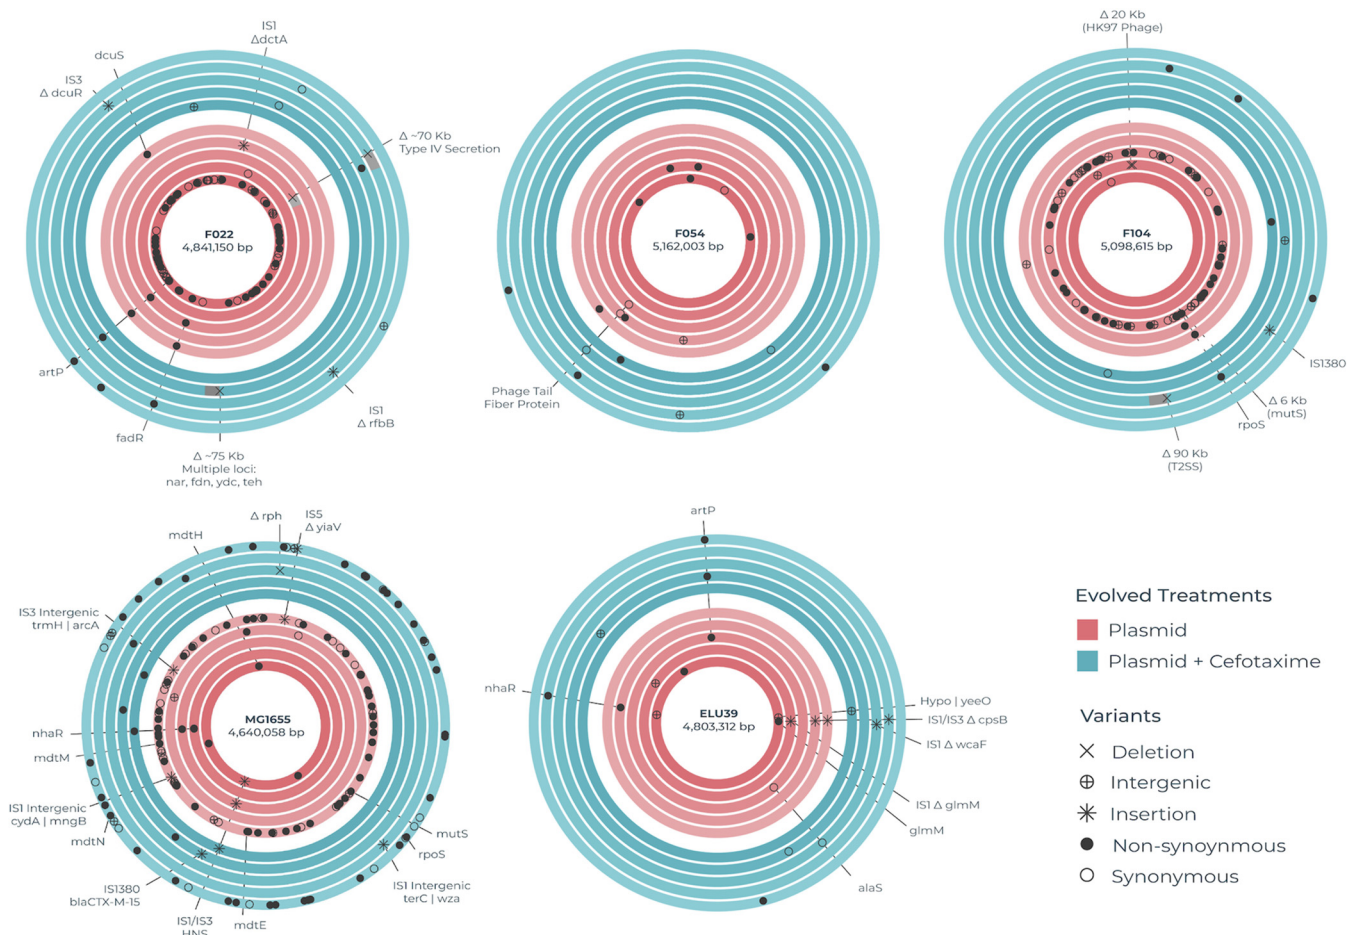 IS1
ΔdctA
dcuS
IS3
Δ dcuR
Δ ~70 Kb
Type IV Secretion
F022
4,841,150 bp
artP
fadR
IS1
Δ rfbB
Δ ~75 Kb
Multiple loci:
nar, fdn, ydc, teh
F054
5,162,003 bp
Phage Tail
Fiber Protein
Δ 20 Kb
(HK97 Phage)
F104
5,098,615 bp
IS1380
Δ 6 Kb
(mutS)
rpoS
Δ 90 Kb
(T2SS)
Δ rph
IS5
Δ yiaV
mdtH
IS3 Intergenic
trmH | arcA
MG1655
4,640,058 bp
nhaR
mdtM
IS1 Intergenic
cydA | mngB
mdtN
IS1380
blaCTX-M-15
IS1/IS3
HNS
mdtE
mutS
rpoS
IS1 Intergenic
terC | wza
artP
nhaR
ELU39
4,803,312 bp
Hypo | yeeO
IS1/IS3 Δ cpsB
IS1 Δ wcaF
IS1 Δ glmM
glmM
alaS
Evolved Treatments
Plasmid
Plasmid + Cefotaxime
Variants
Deletion
Intergenic
Insertion
Non-synoynmous
Synonymous